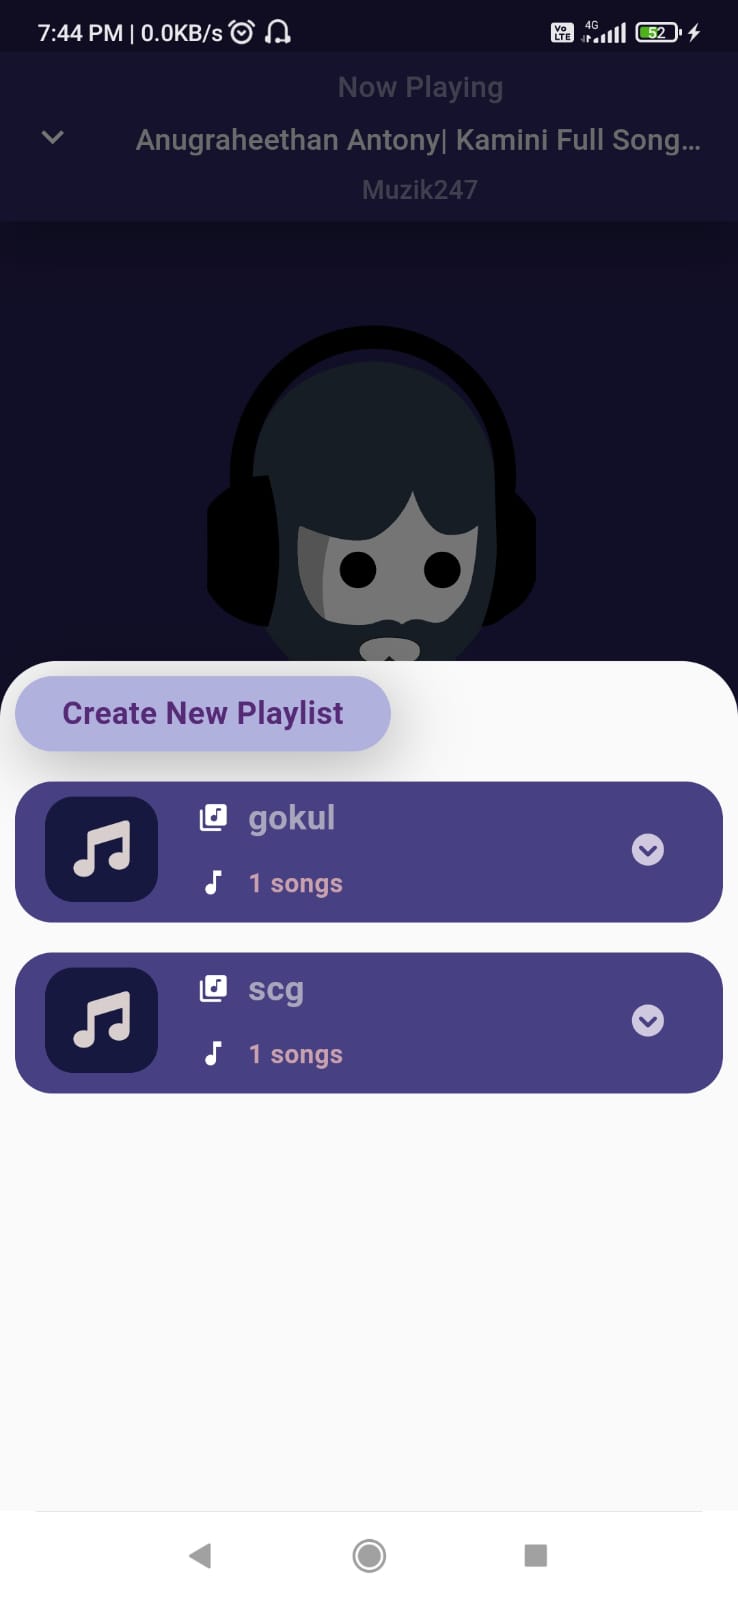 7:44 PM | 0.0KB/s
Vo LTE 4G 52
Now Playing
Anugraheethan Antony| Kamini Full Song...
Muzik247
Create New Playlist
gokul
1 songs
scg
1 songs